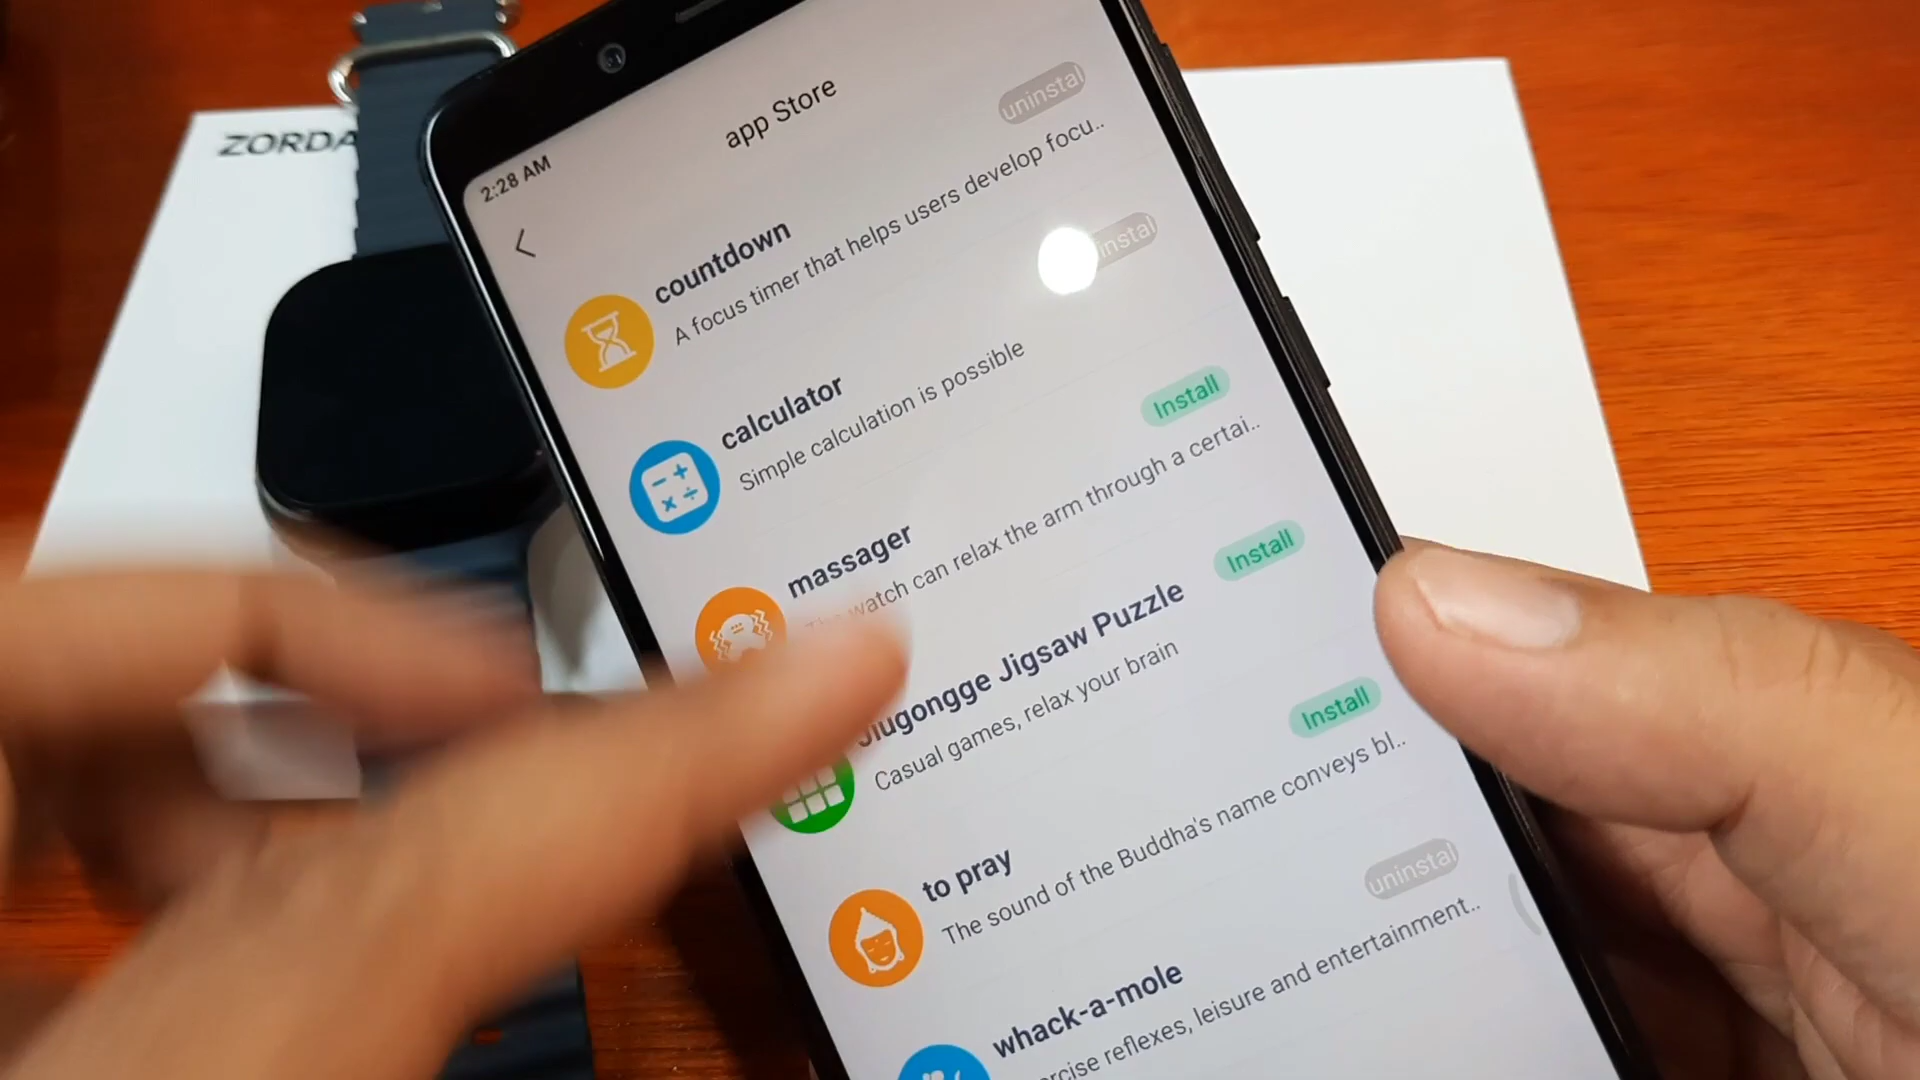 ZORDA
2:28 AM
app Store
countdown
uninstal
A focus timer that helps users develop focu..
calculator
Simple calculation is possible
massager
Install
watch can relax the arm through a certai..
Jiugongge Jigsaw Puzzle
Install
Casual games, relax your brain
to pray
Install
The sound of the Buddha's name conveys bl..
whack-a-mole
uninstal
reflexes, leisure and entertainment..